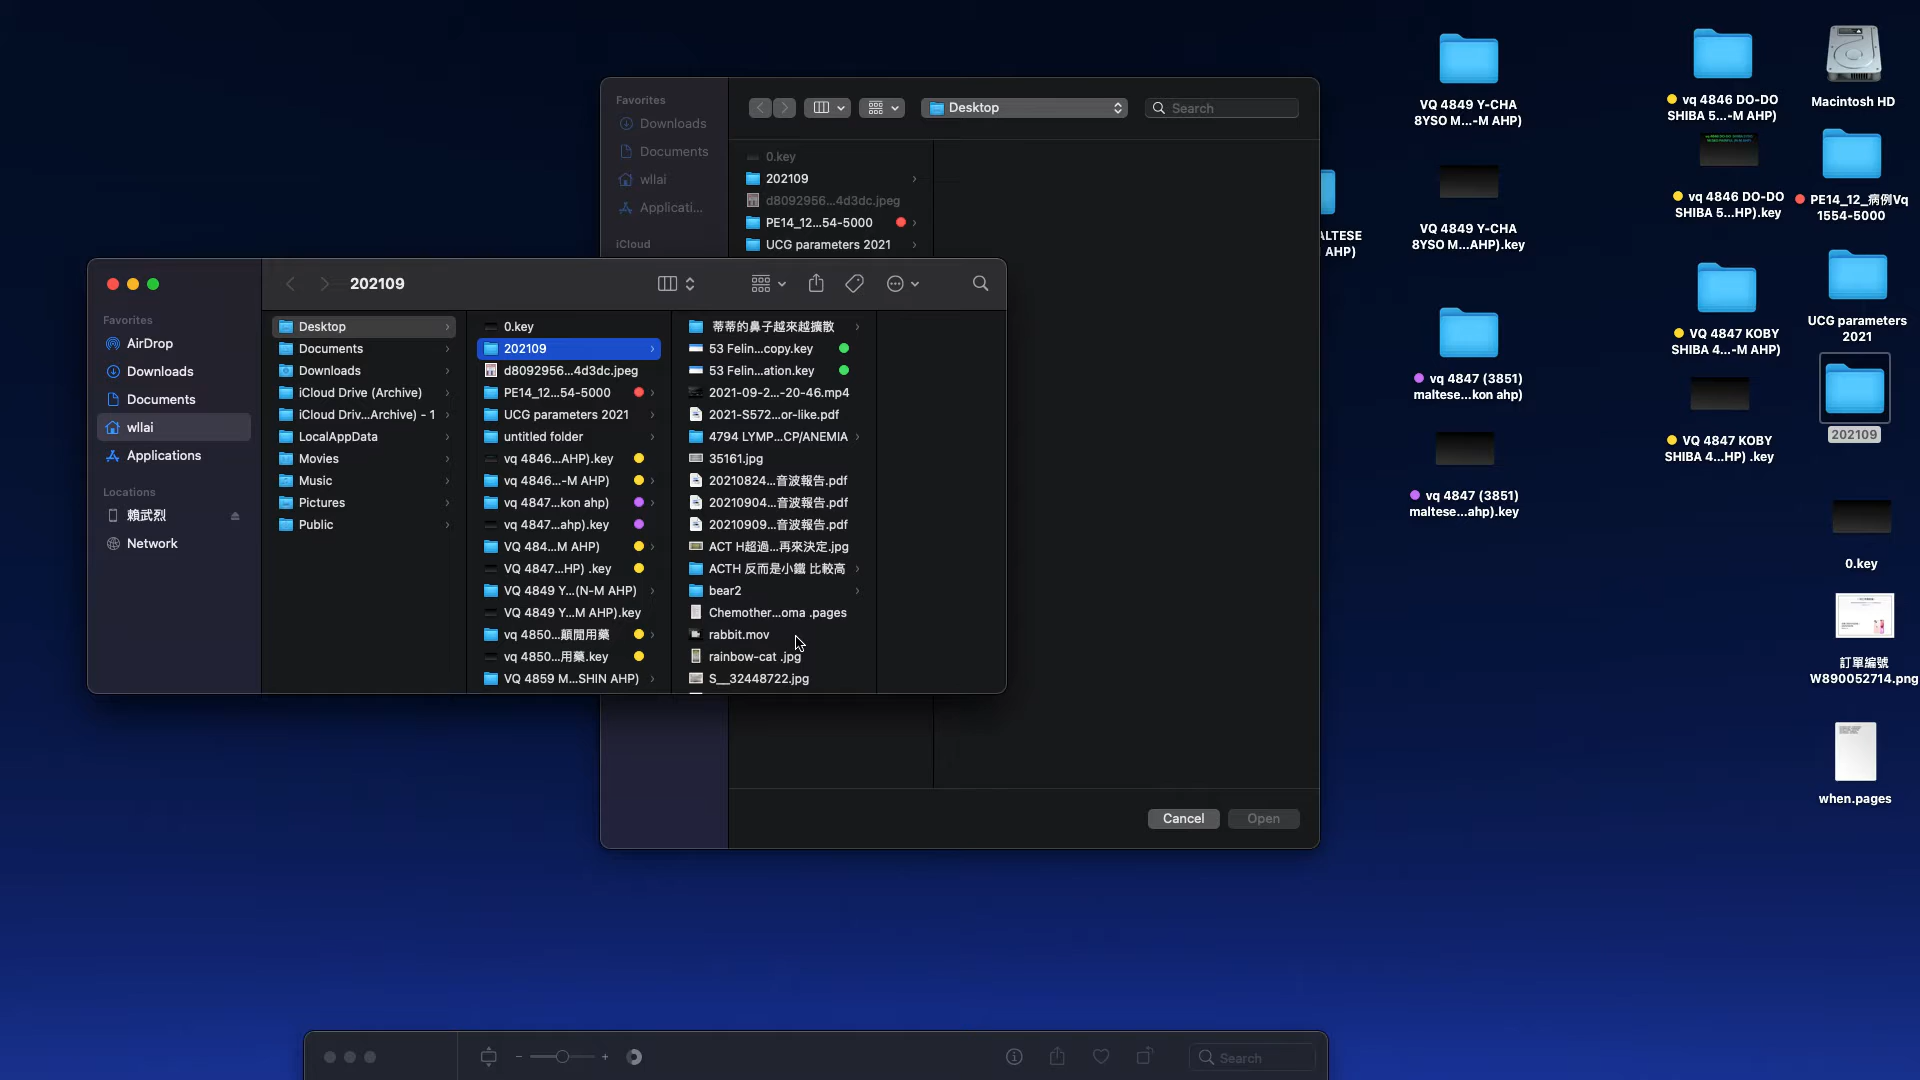 Favorites
Downloads
Documents
wllai
Applicati...
iCloud
Desktop
Search
0.key
202109
d8092956...4d3dc.jpeg
PE14_12...54-5000
UCG parameters 2021
Cancel
Open
202109
Favorites
AirDrop
Downloads
Documents
wllai
Applications
Locations
賴武烈
Network
Desktop
Documents
Downloads
iCloud Drive (Archive)
iCloud Driv...Archive) - 1
LocalAppData
Movies
Music
Pictures
Public
0.key
202109
d8092956...4d3dc.jpeg
PE14_12...54-5000
UCG parameters 2021
untitled folder
vq 4846...AHP).key
vq 4846...-M AHP)
vq 4847...kon ahp)
vq 4847...ahp).key
VQ 484...M AHP)
VQ 4847...HP) .key
VQ 4849 Y...(N-M AHP)
VQ 4849 Y...M AHP).key
vq 4850...顛閒用藥
vq 4850...用藥.key
VQ 4859 M...SHIN AHP)
蒂蒂的鼻子越來越擴散
53 Felin...copy.key
53 Felin...ation.key
2021-09-2...-20-46.mp4
2021-S572...or-like.pdf
4794 LYMP...CP/ANEMIA
35161.jpg
20210824...音波報告.pdf
20210904...音波報告.pdf
20210909...音波報告.pdf
ACT H超過...再來決定.jpg
ACTH 反而是小鐵 比較高
bear2
Chemother...oma .pages
rabbit.mov
rainbow-cat .jpg
S__32448722.jpg
ALTESE
AHP)
VQ 4849 Y-CHA
8YSO M...-M AHP)
VQ 4849 Y-CHA
8YSO M...AHP).key
vq 4847 (3851)
maltese...kon ahp)
vq 4847 (3851)
maltese...ahp).key
vq 4846 DO-DO
SHIBA 5...-M AHP)
vq 4846 DO-DO
SHIBA 5...HP).key
VQ 4847 KOBY
SHIBA 4...-M AHP)
VQ 4847 KOBY
SHIBA 4...HP) .key
Macintosh HD
PE14_12_病例Vq
1554-5000
UCG parameters
2021
202109
0.key
訂單編號
W890052714.png
when.pages
Search